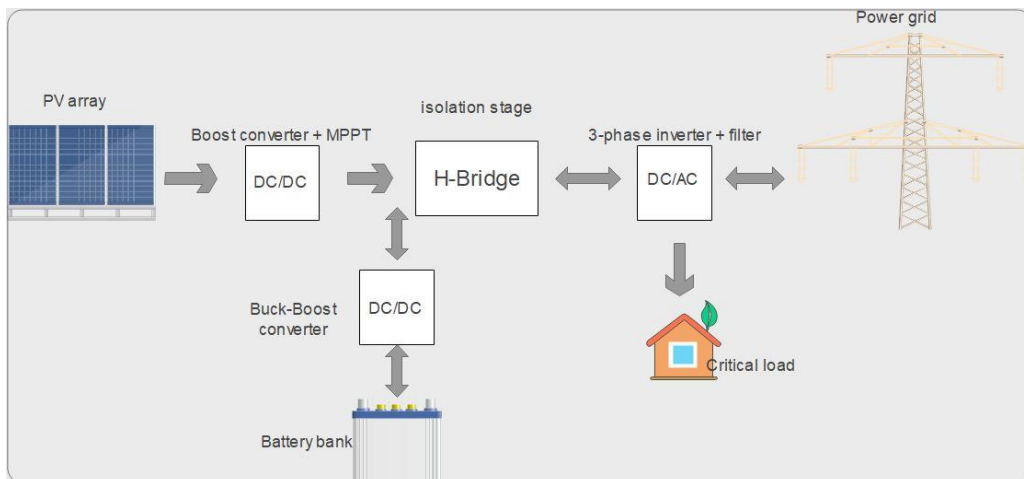 Power grid
PV array
isolation stage
Boost converter + MPPT
3-phase inverter + filter
DC/DC
H-Bridge
DC/AC
Buck-Boost
converter
DC/DC
Critical load
Battery bank